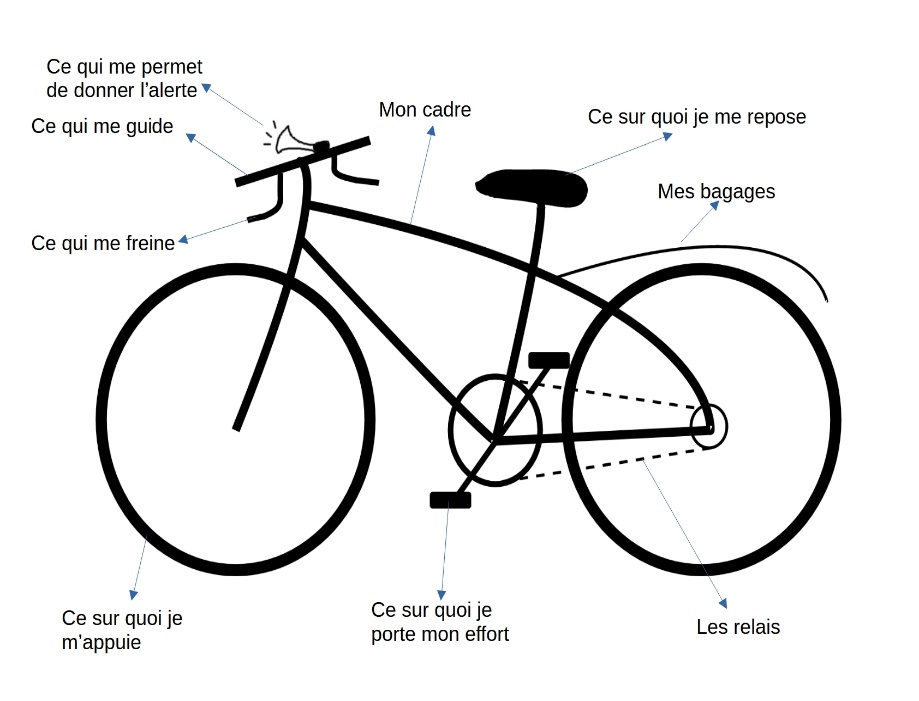 Ce qui me permet
de donner l'alerte
Ce qui me guide
Mon cadre
Ce sur quoi je me repose
Mes bagages
Ce qui me freine
Ce sur quoi je
m'appuie
Ce sur quoi je
porte mon effort
Les relais